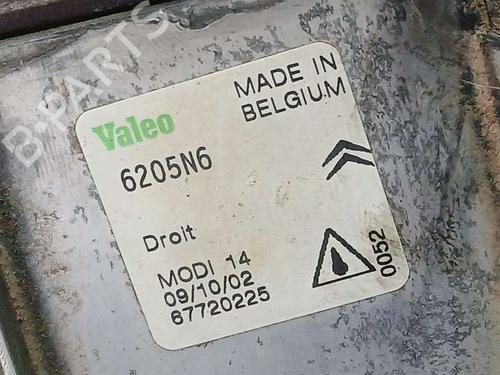 B-PARTS
Valeo
MADE IN
BELGIUM
6205N6
Droit
MODI 14
09/10/02
67720225
0052